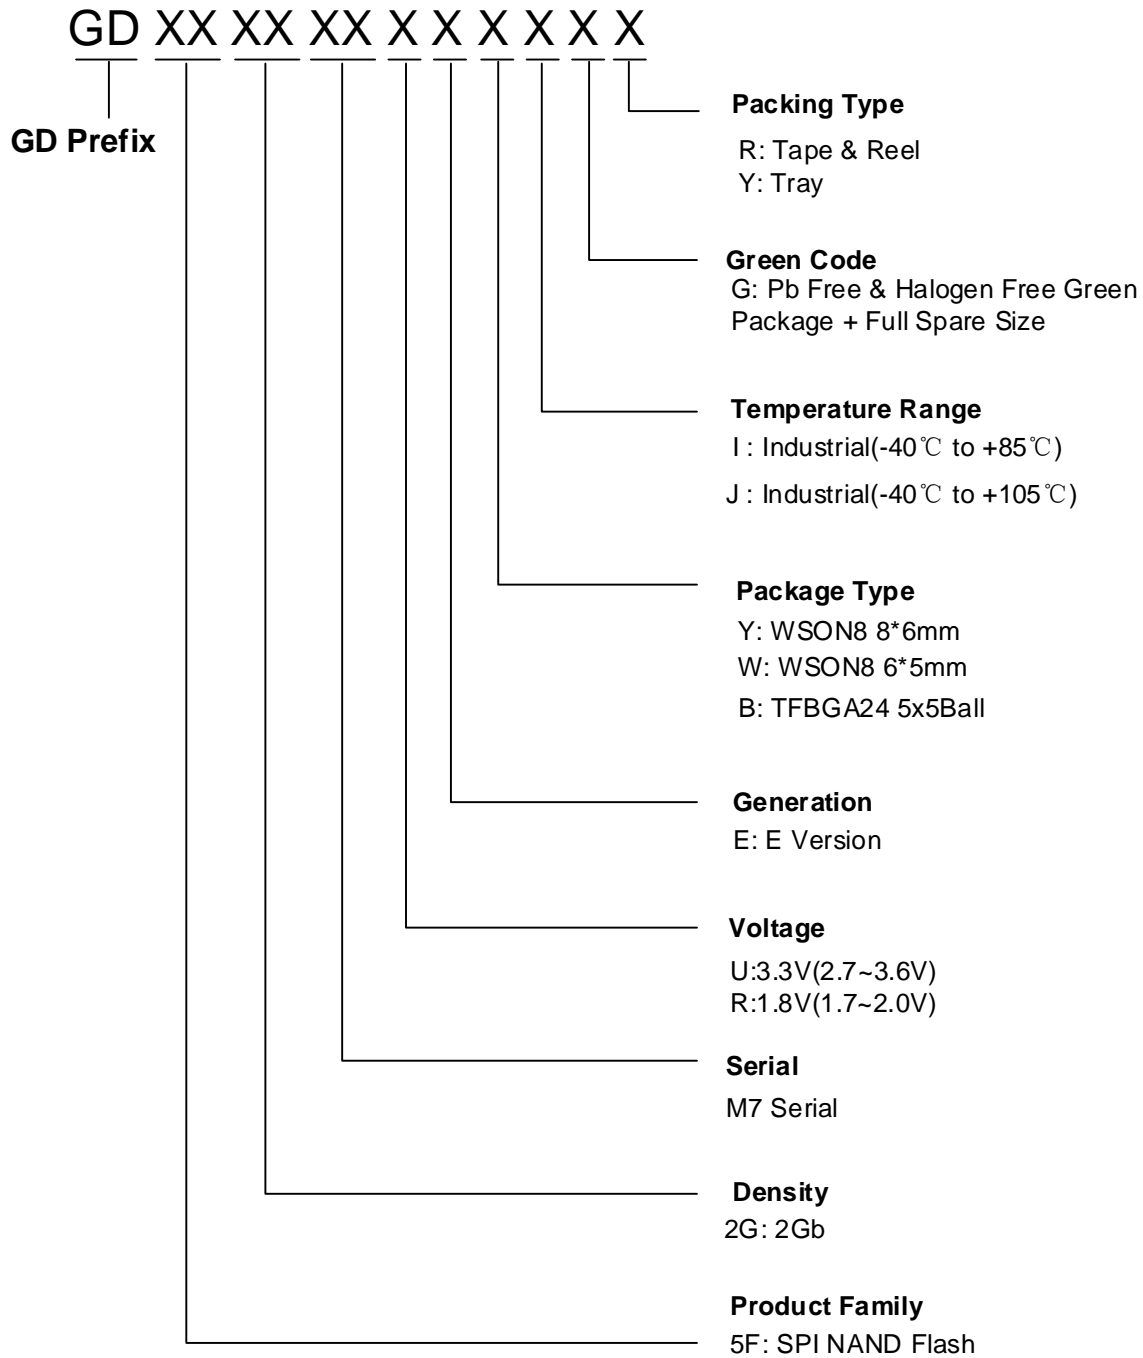 GD XX XX XX X X X X X X
GD Prefix
Packing Type
R: Tape & Reel
Y: Tray
Green Code
G: Pb Free & Halogen Free Green
Package + Full Spare Size
Temperature Range
I : Industrial(-40℃ to +85℃)
J : Industrial(-40℃ to +105℃)
Package Type
Y: WSON8 8*6mm
W: WSON8 6*5mm
B: TFBGA24 5x5Ball
Generation
E: E Version
Voltage
U:3.3V(2.7~3.6V)
R:1.8V(1.7~2.0V)
Serial
M7 Serial
Density
2G: 2Gb
Product Family
5F: SPI NAND Flash